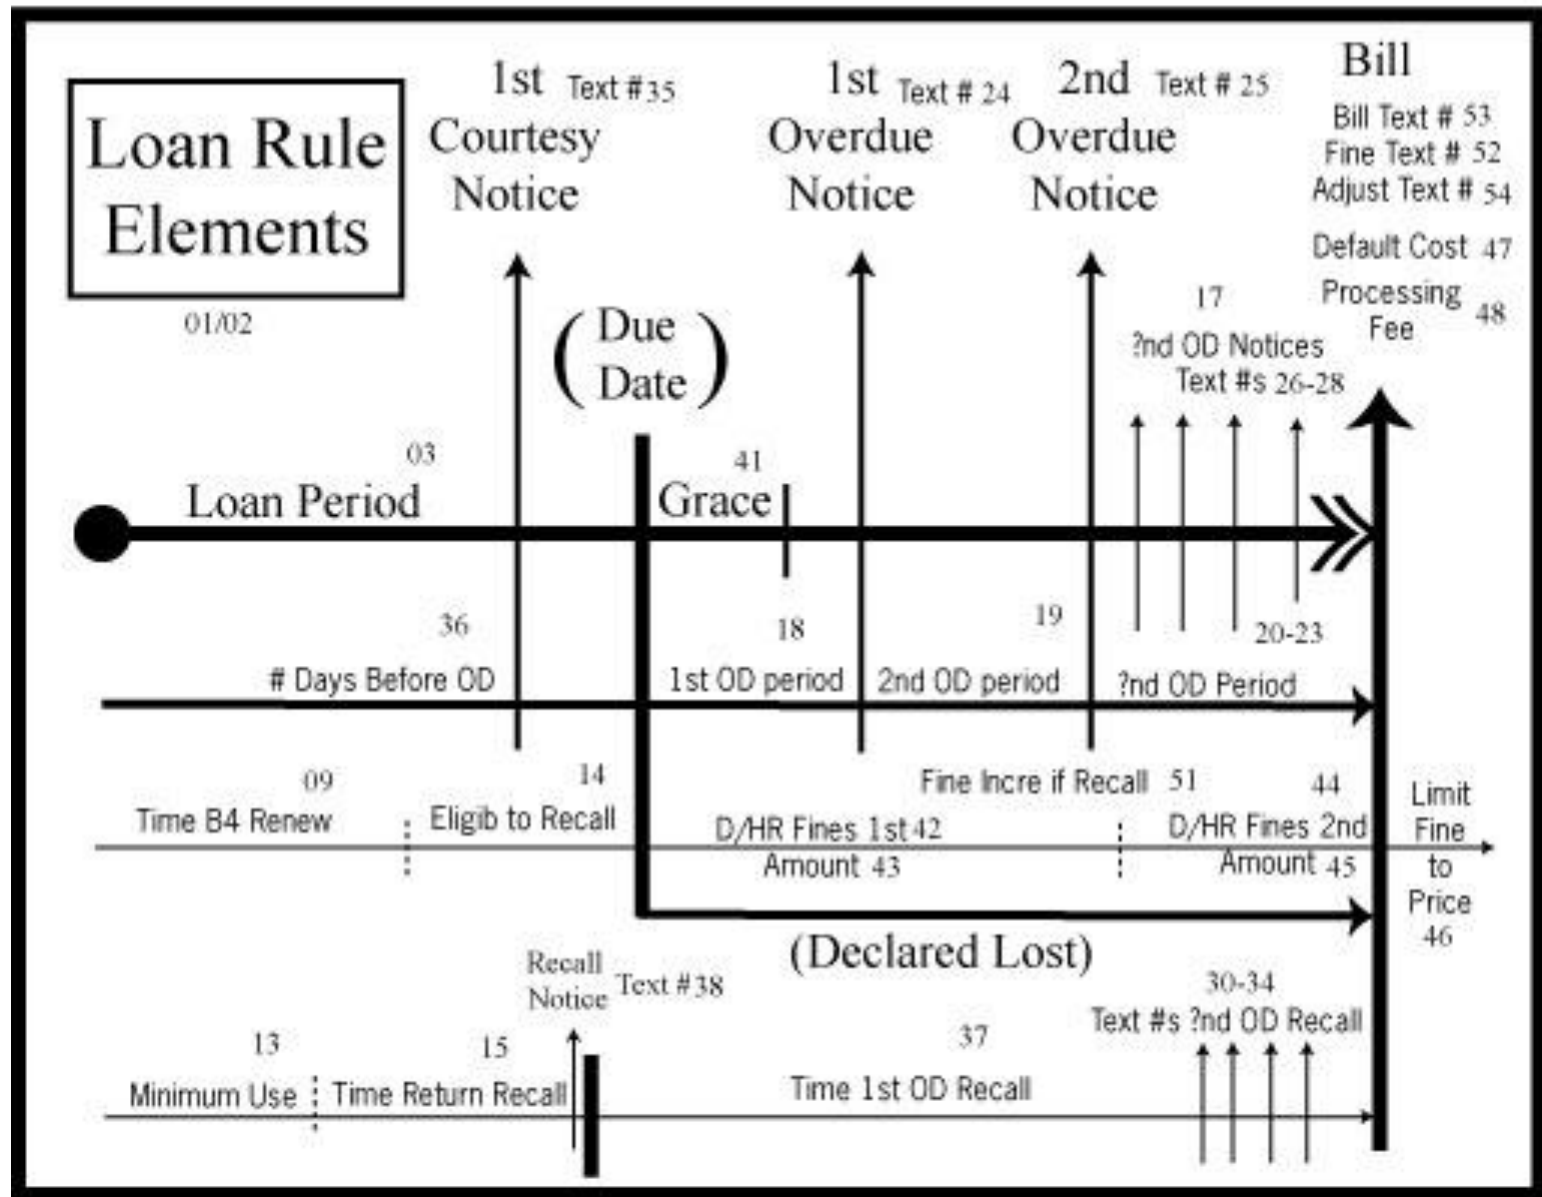 Loan Rule
Elements
01/02
1st Text # 35
Courtesy
Notice
1st Text # 24
Overdue
Notice
2nd Text # 25
Overdue
Notice
Bill
Bill Text # 53
Fine Text # 52
Adjust Text # 54
Default Cost 47
Processing
Fee 48
17
?nd OD Notices
Text #s 26-28
(Due
Date)
03
Loan Period
41
Grace
36
# Days Before OD
18
1st OD period
19
2nd OD period
20-23
?nd OD Period
09
Time B4 Renew
14
Eligib to Recall
Fine Incre if Recall 51
D/HR Fines 1st 42
Amount 43
44
D/HR Fines 2nd
Amount 45
Limit
Fine
to
Price
46
(Declared Lost)
Recall
Notice Text # 38
13
Minimum Use
15
Time Return Recall
37
Time 1st OD Recall
30-34
Text #s ?nd OD Recall